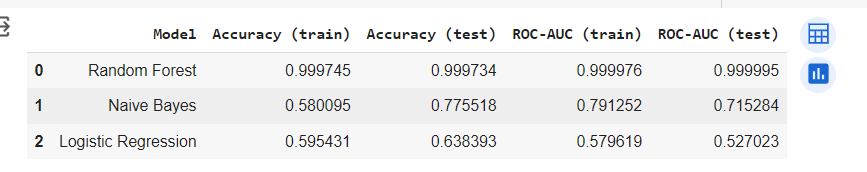 Model Accuracy (train) Accuracy (test) ROC-AUC (train) ROC-AUC (test)
0 Random Forest 0.999745 0.999734 0.999976 0.999995
1 Naive Bayes 0.580095 0.775518 0.791252 0.715284
2 Logistic Regression 0.595431 0.638393 0.579619 0.527023